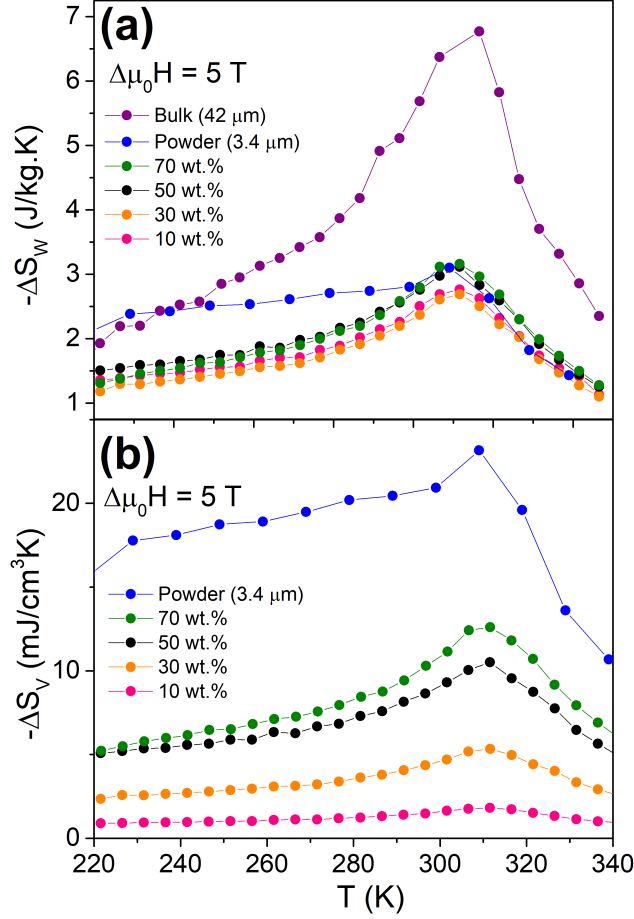 7
(a)
6
Δμ₀H = 5 T
Bulk (42 μm)
5
Powder (3.4 μm)
70 wt.%
4
50 wt.%
30 wt.%
3
10 wt.%
2
1
-ΔS_W (J/kg.K)
(b)
Δμ₀H = 5 T
20
Powder (3.4 μm)
70 wt.%
10
50 wt.%
30 wt.%
10 wt.%
0
-ΔS_V (mJ/cm³K)
220 240 260 280 300 320 340
T (K)